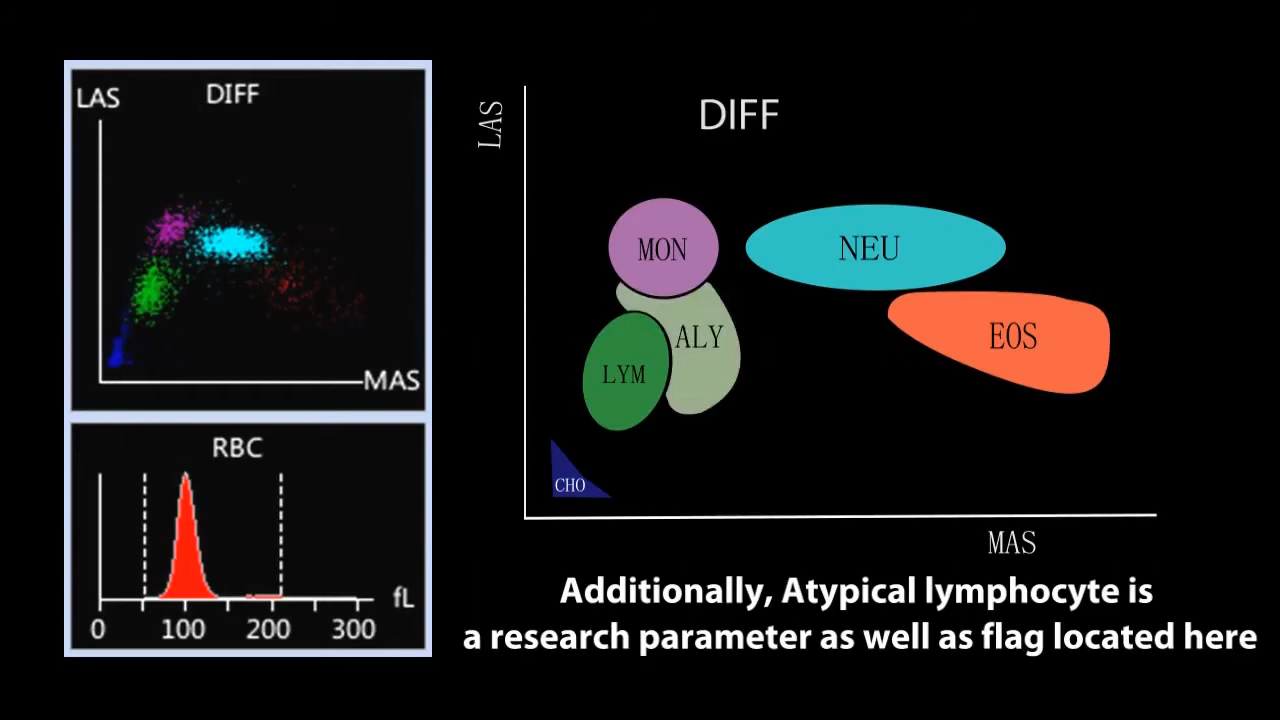 LAS
DIFF
MAS
RBC
fL
0 100 200 300
LAS
DIFF
MON
NEU
ALY
EOS
LYM
CHO
MAS
Additionally, Atypical lymphocyte is
a research parameter as well as flag located here